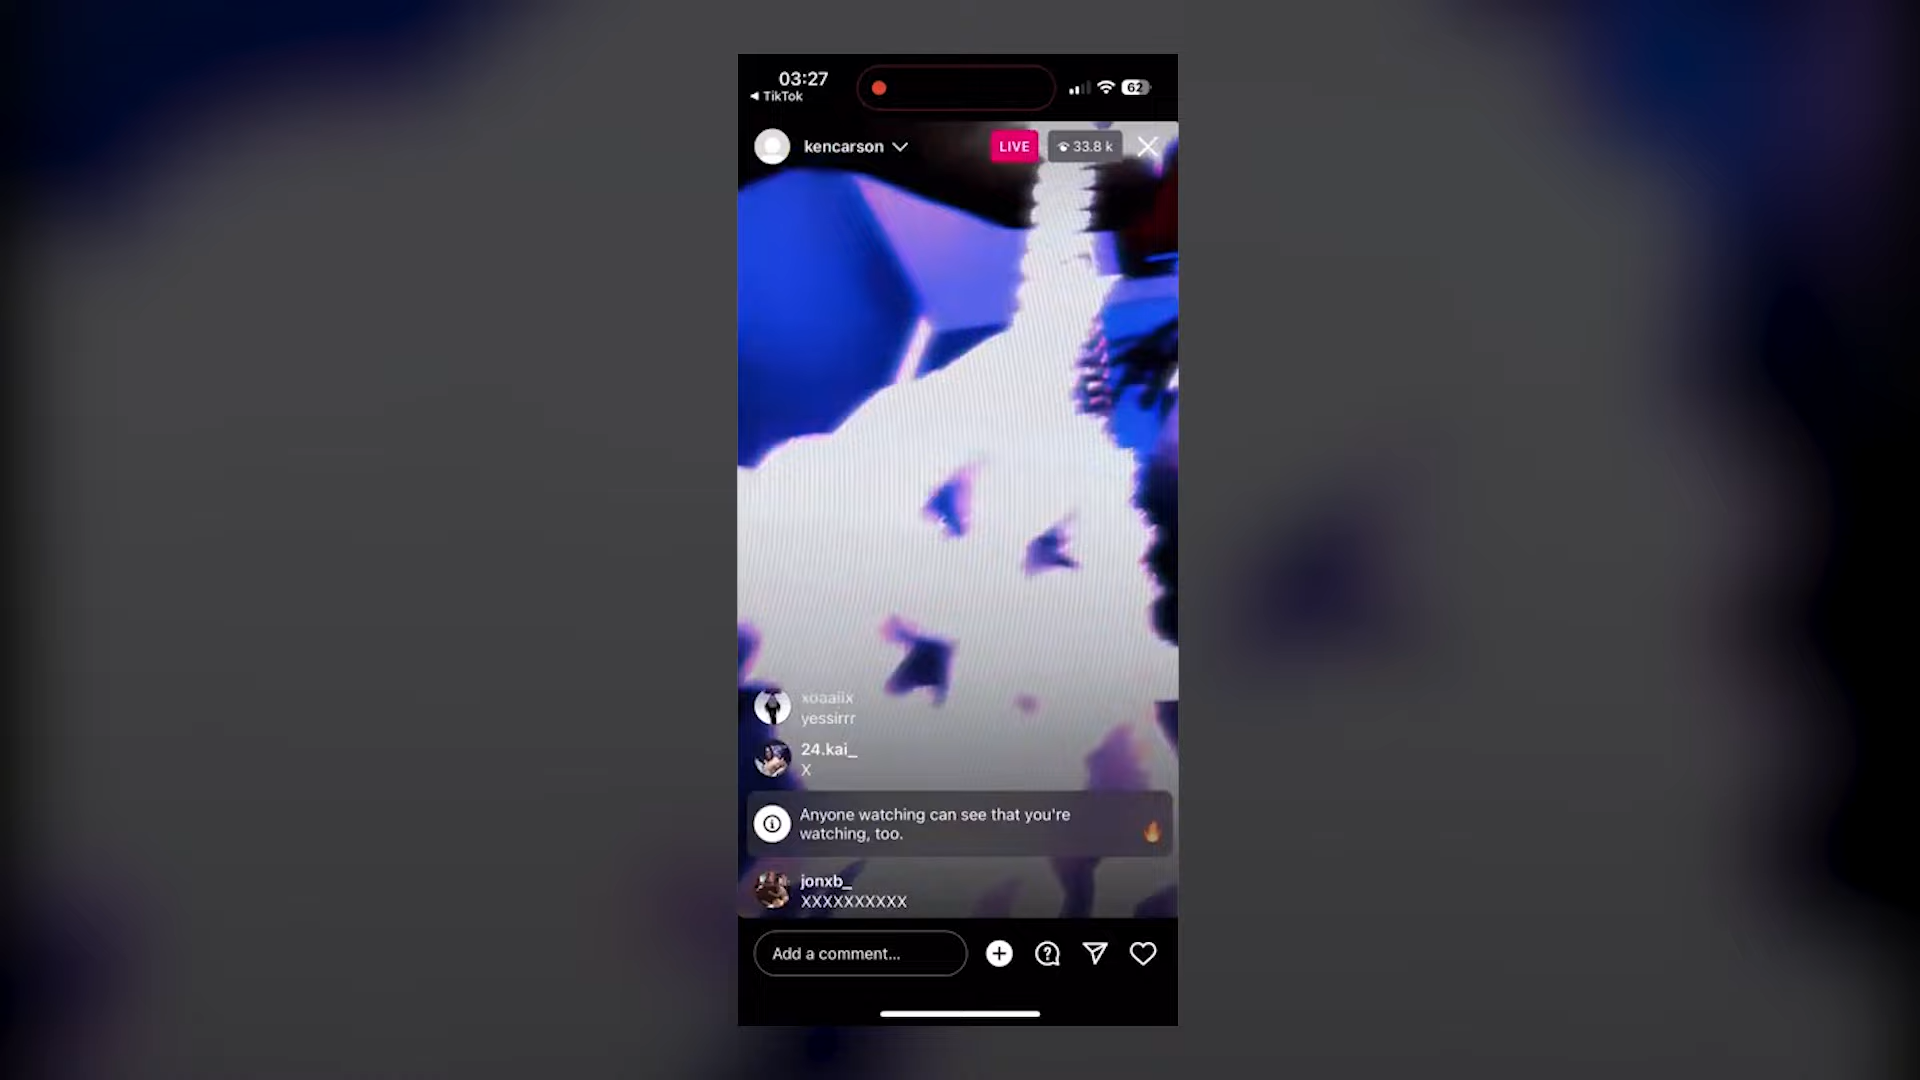 03:27
62
◀ TikTok
kencarson
LIVE
33.8 k
xoaaiix
yessirrr
24.kai_
X
Anyone watching can see that you're
watching, too.
jonxb_
XXXXXXXXXX
Add a comment...